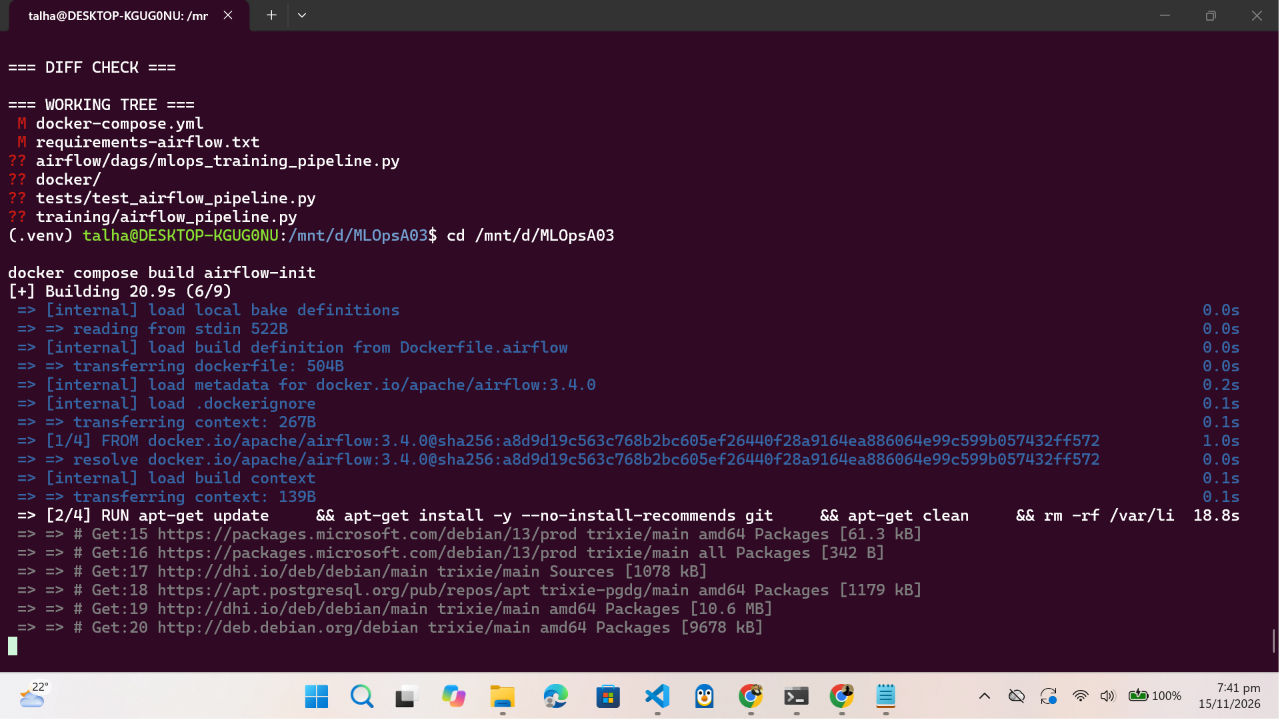 talha@DESKTOP-KGUG0NU: /mr
=== DIFF CHECK ===
=== WORKING TREE ===
 M docker-compose.yml
 M requirements-airflow.txt
?? airflow/dags/mlops_training_pipeline.py
?? docker/
?? tests/test_airflow_pipeline.py
?? training/airflow_pipeline.py
(.venv) talha@DESKTOP-KGUG0NU:/mnt/d/MLOpsA03$ cd /mnt/d/MLOpsA03
docker compose build airflow-init
[+] Building 20.9s (6/9)
 => [internal] load local bake definitions 0.0s
 => => reading from stdin 522B 0.0s
 => [internal] load build definition from Dockerfile.airflow 0.0s
 => => transferring dockerfile: 504B 0.0s
 => [internal] load metadata for docker.io/apache/airflow:3.4.0 0.2s
 => [internal] load .dockerignore 0.1s
 => => transferring context: 267B 0.1s
 => [1/4] FROM docker.io/apache/airflow:3.4.0@sha256:a8d9d19c563c768b2bc605ef26440f28a9164ea886064e99c599b057432ff572 1.0s
 => => resolve docker.io/apache/airflow:3.4.0@sha256:a8d9d19c563c768b2bc605ef26440f28a9164ea886064e99c599b057432ff572 0.0s
 => [internal] load build context 0.1s
 => => transferring context: 139B 0.1s
 => [2/4] RUN apt-get update     && apt-get install -y --no-install-recommends git     && apt-get clean     && rm -rf /var/li 18.8s
 => => # Get:15 https://packages.microsoft.com/debian/13/prod trixie/main amd64 Packages [61.3 kB]
 => => # Get:16 https://packages.microsoft.com/debian/13/prod trixie/main all Packages [342 B]
 => => # Get:17 http://dhi.io/deb/debian/main trixie/main Sources [1078 kB]
 => => # Get:18 https://apt.postgresql.org/pub/repos/apt trixie-pgdg/main amd64 Packages [1179 kB]
 => => # Get:19 http://dhi.io/deb/debian/main trixie/main amd64 Packages [10.6 MB]
 => => # Get:20 http://deb.debian.org/debian trixie/main amd64 Packages [9678 kB]
22°
100%
7:41 pm
15/11/2026